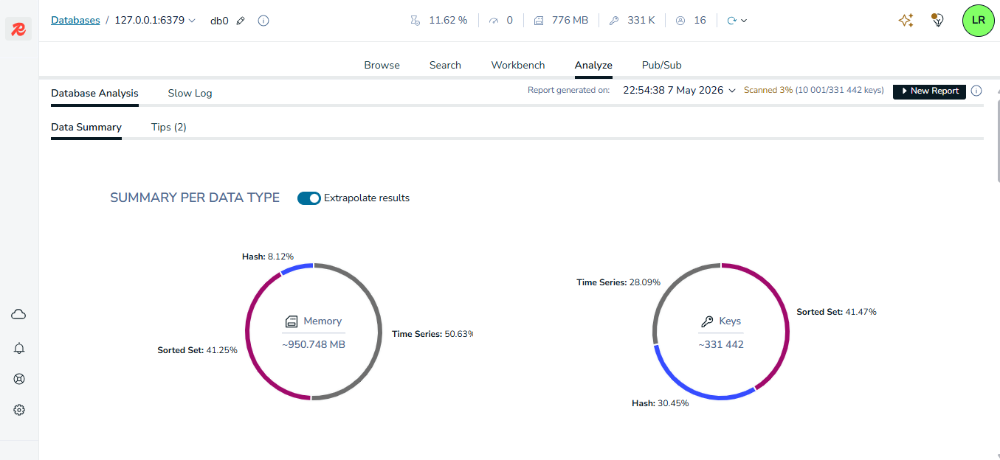 Databases / 127.0.0.1:6379 db0 11.62 % 0 776 MB 331 K 16 LR
Browse Search Workbench Analyze Pub/Sub
Database Analysis Slow Log Report generated on: 22:54:38 7 May 2026 Scanned 3% (10 001/331 442 keys) New Report
Data Summary Tips (2)
SUMMARY PER DATA TYPE Extrapolate results
Hash: 8.12%
Memory
~950.748 MB
Time Series: 50.63%
Sorted Set: 41.25%
Time Series: 28.09%
Keys
~331 442
Sorted Set: 41.47%
Hash: 30.45%